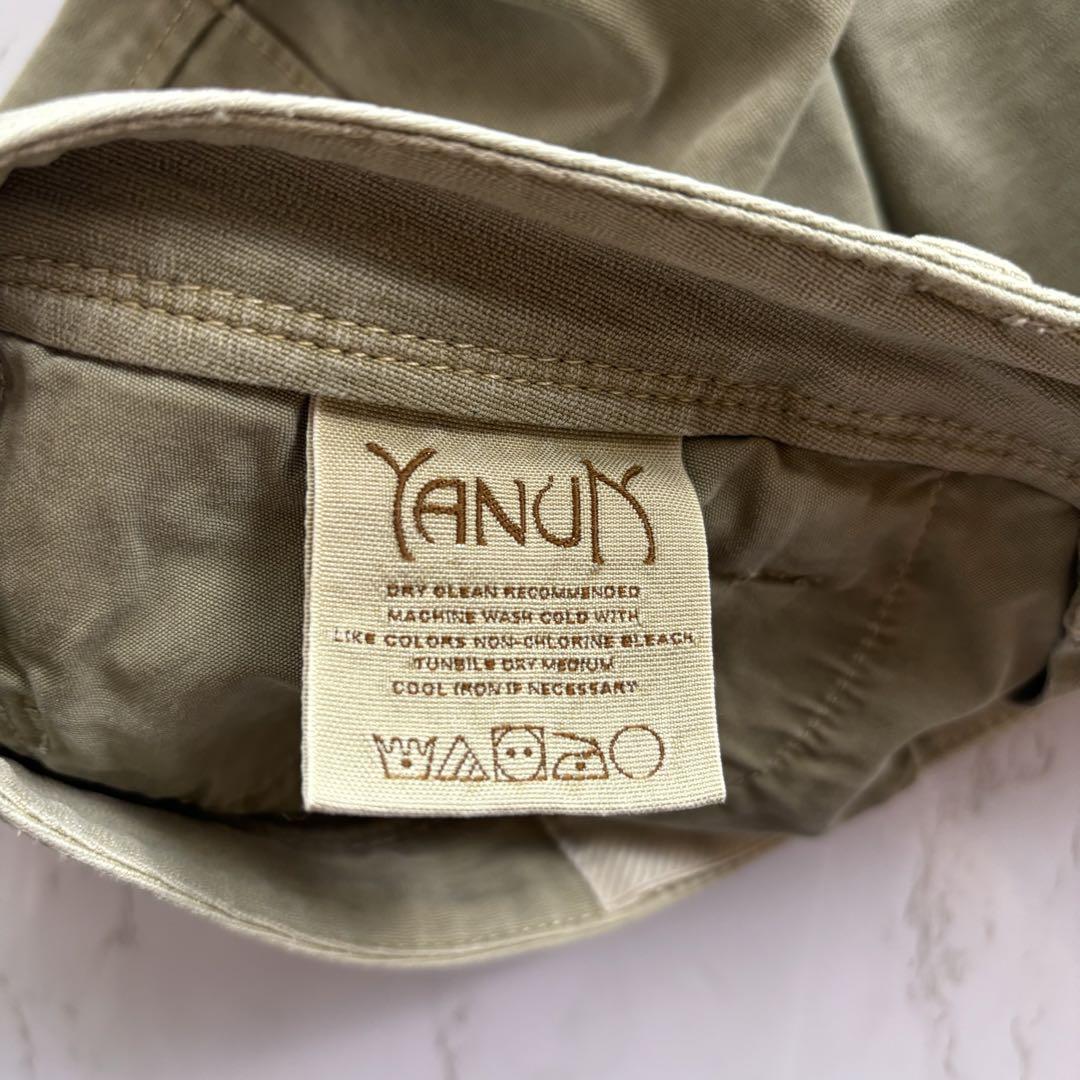 YANUK
DRY CLEAN RECOMMENDED
MACHINE WASH COLD WITH
LIKE COLORS NON-CHLORINE BLEACH
TUNBILE DRY MEDIUM
COOL IRON IF NECESSARY